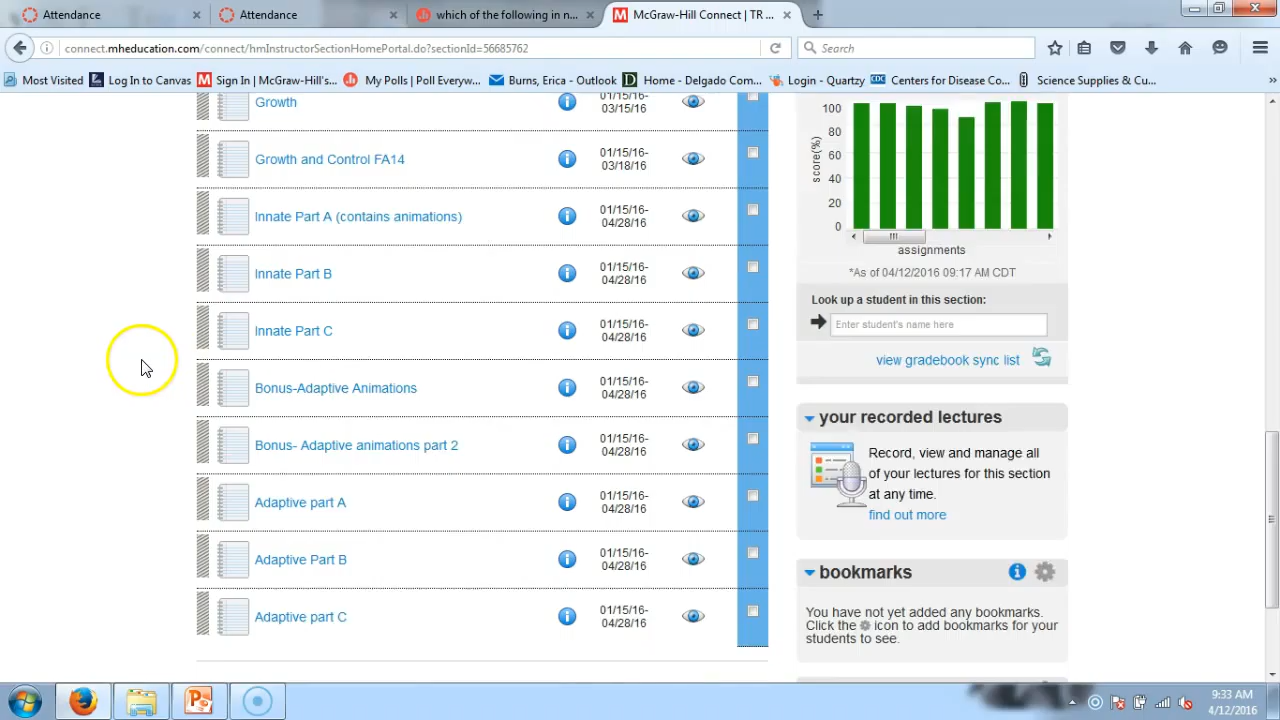 Attendance
Attendance
which of the following is n...
McGraw-Hill Connect | TR ...
connect.mheducation.com/connect/hmInstructorSectionHomePortal.do?sectionId=56685762
Search
Most Visited
Log In to Canvas
Sign In | McGraw-Hill's...
My Polls | Poll Everyw...
Burns, Erica - Outlook
Home - Delgado Com...
Login - Quartzy
Centers for Disease Co...
Science Supplies & Cu...
Growth
01/15/16-
03/15/16
Growth and Control FA14
01/15/16-
03/18/16
Innate Part A (contains animations)
01/15/16-
04/28/16
Innate Part B
01/15/16-
04/28/16
Innate Part C
01/15/16-
04/28/16
Bonus-Adaptive Animations
01/15/16-
04/28/16
Bonus- Adaptive animations part 2
01/15/16-
04/28/16
Adaptive part A
01/15/16-
04/28/16
Adaptive Part B
01/15/16-
04/28/16
Adaptive part C
01/15/16-
04/28/16
80
60
40
20
0
assignments
*As of 04/12/2016 09:17 AM CDT
Look up a student in this section:
Enter student's name here
view gradebook sync list
your recorded lectures
Record, view and manage all
of your lectures for this section
at any time.
find out more
bookmarks
You have not yet added any bookmarks.
Click the icon to add bookmarks for your
students to see.
9:33 AM
4/12/2016